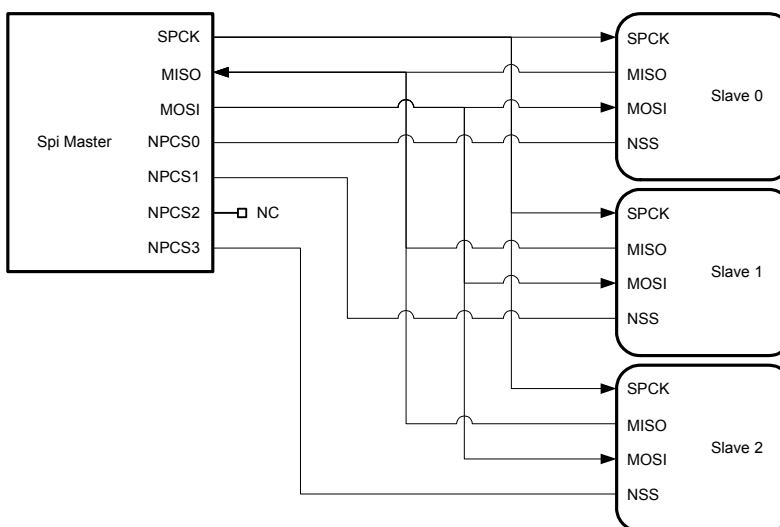 Spi Master
SPCK
MISO
MOSI
NPCS0
NPCS1
NPCS2
NC
NPCS3
SPCK
MISO
MOSI
NSS
Slave 0
SPCK
MISO
MOSI
NSS
Slave 1
SPCK
MISO
MOSI
NSS
Slave 2